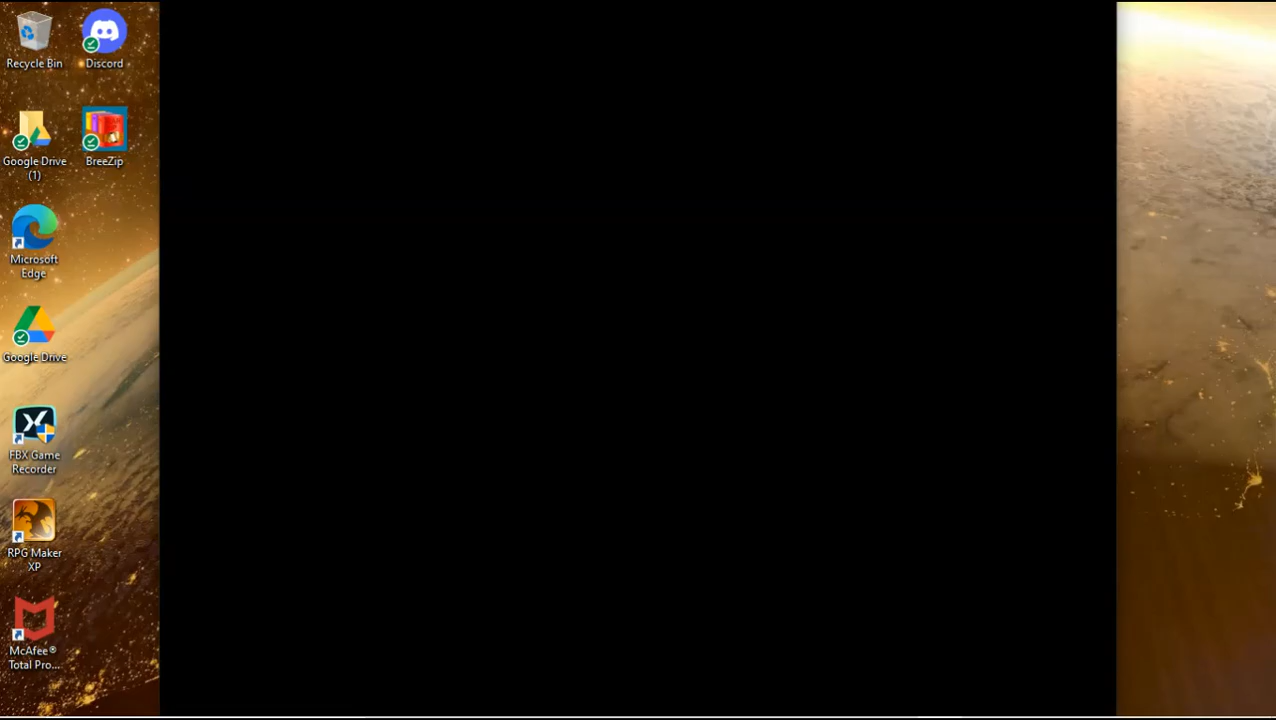 Recycle Bin
Discord
Google Drive
(1)
BreeZip
Microsoft
Edge
Google Drive
FBX Game
Recorder
RPG Maker
XP
McAfee®
Total Pro...